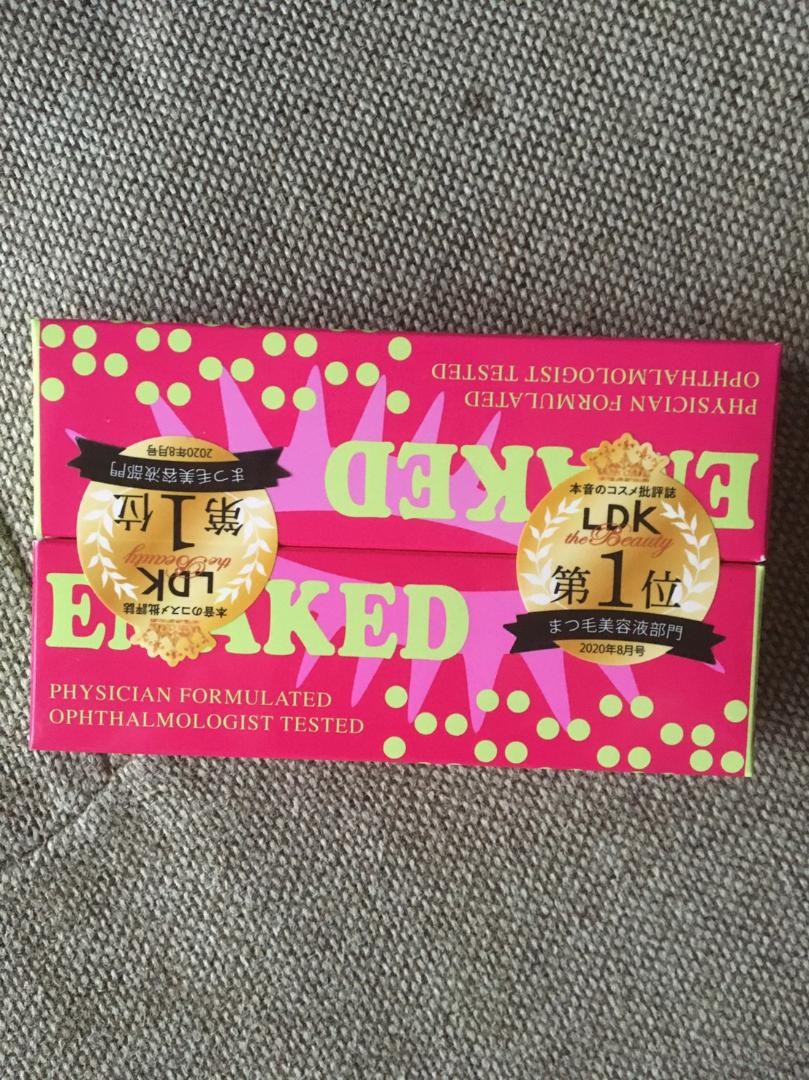 EMAKED
PHYSICIAN FORMULATED
OPHTHALMOLOGIST TESTED
本音のコスメ批評誌
LDK
the Beauty
第1位
まつ毛美容液部門
2020年8月号
EMAKED
PHYSICIAN FORMULATED
OPHTHALMOLOGIST TESTED
本音のコスメ批評誌
LDK
the Beauty
第1位
まつ毛美容液部門
2020年8月号